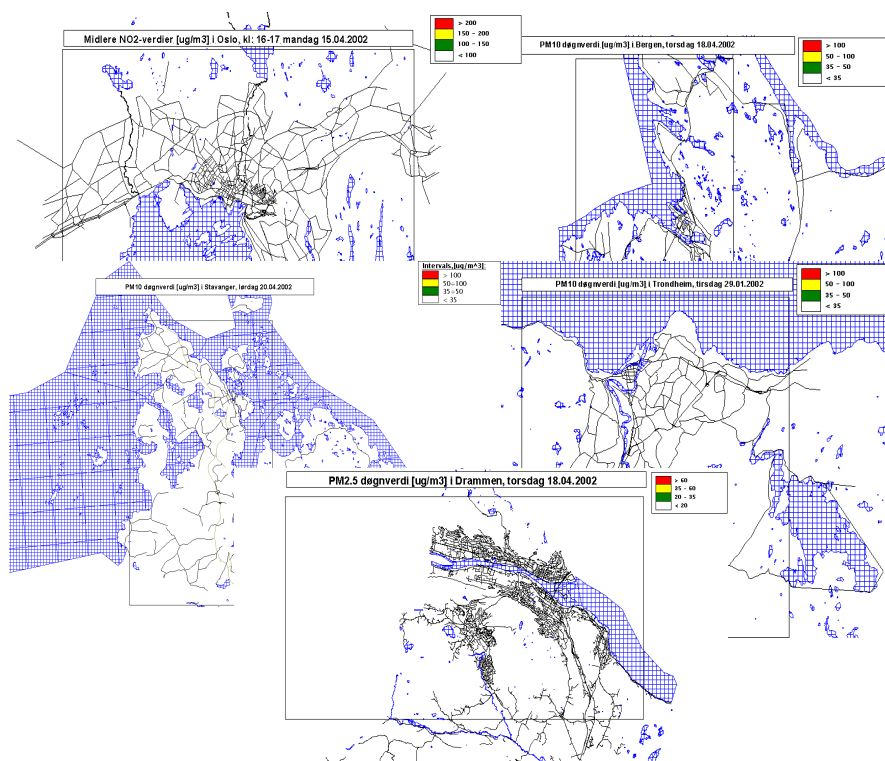 Midlere NO2-verdier [ug/m3] i Oslo, kl: 16-17 mandag 15.04.2002
> 200
150 - 200
100 - 150
< 100
PM10 døgnverdi [ug/m3] i Bergen, torsdag 18.04.2002
> 100
50 - 100
35 - 50
< 35
PM10 døgnverdi [ug/m3] i Stavanger, lørdag 20.04.2002
Intervals,[ug/m^3]:
> 100
50-100
35-50
< 35
PM10 døgnverdi [ug/m3] i Trondheim, tirsdag 29.01.2002
> 100
50 - 100
35 - 50
< 35
PM2.5 døgnverdi [ug/m3] i Drammen, torsdag 18.04.2002
> 60
35 - 60
20 - 35
< 20